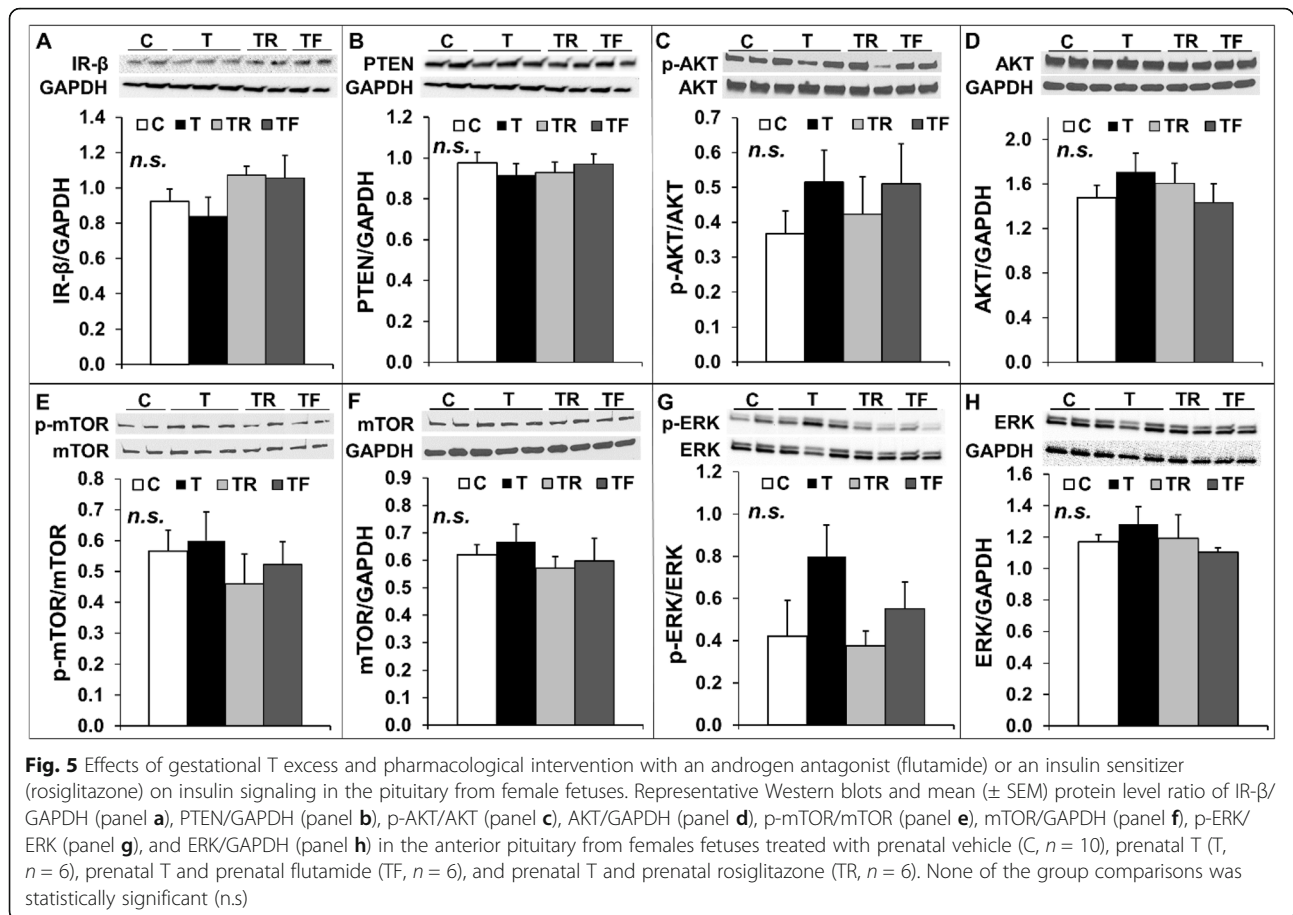 A C T TR TF
IR-β
GAPDH
C T TR TF
n.s.
IR-β/GAPDH
1.4
1.2
1.0
0.8
0.6
0.4
0.2
0.0
B C T TR TF
PTEN
GAPDH
C T TR TF
n.s.
PTEN/GAPDH
1.2
1.0
0.8
0.6
0.4
0.2
0.0
C C T TR TF
p-AKT
AKT
C T TR TF
n.s.
p-AKT/AKT
0.7
0.6
0.5
0.4
0.3
0.2
0.1
0.0
D C T TR TF
AKT
GAPDH
C T TR TF
n.s.
AKT/GAPDH
2.0
1.6
1.2
0.8
0.4
0.0
E C T TR TF
p-mTOR
mTOR
C T TR TF
n.s.
p-mTOR/mTOR
0.8
0.7
0.6
0.5
0.4
0.3
0.2
0.1
0.0
F C T TR TF
mTOR
GAPDH
C T TR TF
n.s.
mTOR/GAPDH
0.9
0.8
0.7
0.6
0.5
0.4
0.3
0.2
0.1
0.0
G C T TR TF
p-ERK
ERK
C T TR TF
n.s.
p-ERK/ERK
1.2
1.0
0.8
0.6
0.4
0.2
0.0
H C T TR TF
ERK
GAPDH
C T TR TF
n.s.
ERK/GAPDH
1.6
1.4
1.2
1.0
0.8
0.6
0.4
0.2
0.0
Fig. 5 Effects of gestational T excess and pharmacological intervention with an androgen antagonist (flutamide) or an insulin sensitizer
(rosiglitazone) on insulin signaling in the pituitary from female fetuses. Representative Western blots and mean (± SEM) protein level ratio of IR-β/
GAPDH (panel a), PTEN/GAPDH (panel b), p-AKT/AKT (panel c), AKT/GAPDH (panel d), p-mTOR/mTOR (panel e), mTOR/GAPDH (panel f), p-ERK/
ERK (panel g), and ERK/GAPDH (panel h) in the anterior pituitary from females fetuses treated with prenatal vehicle (C, n = 10), prenatal T (T,
n = 6), prenatal T and prenatal flutamide (TF, n = 6), and prenatal T and prenatal rosiglitazone (TR, n = 6). None of the group comparisons was
statistically significant (n.s)